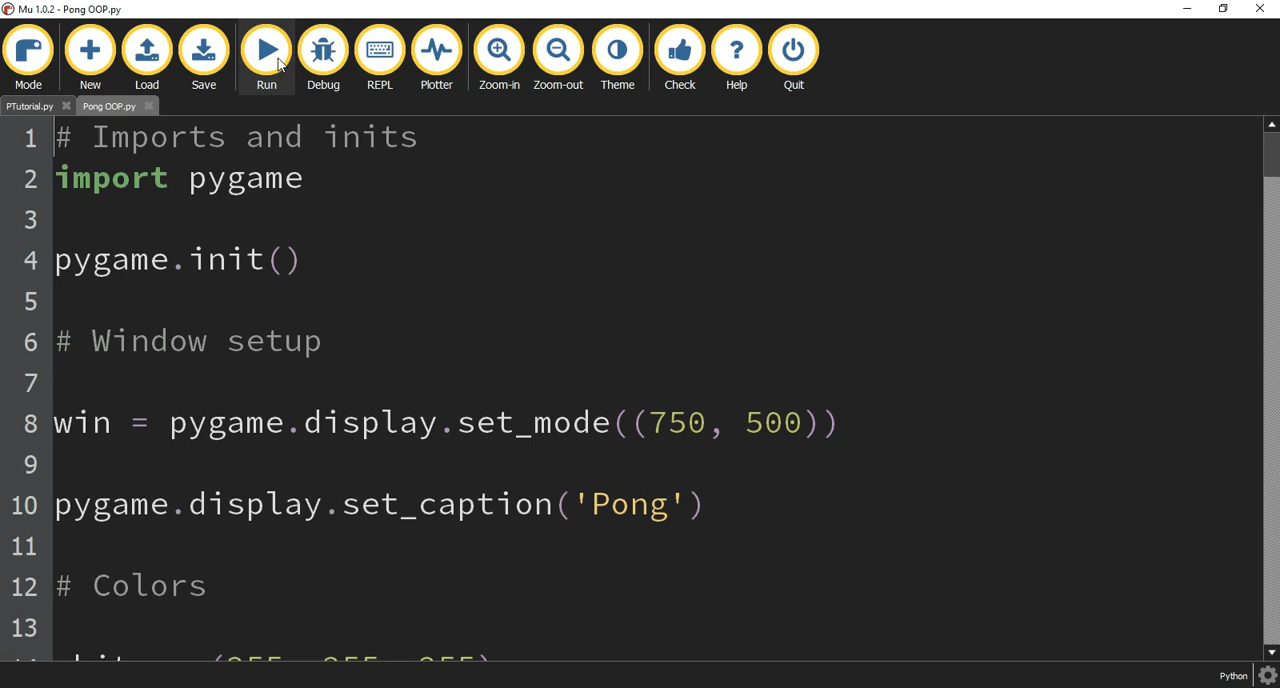 Mu 1.0.2 - Pong OOP.py
Mode New Load Save Run Debug REPL Plotter Zoom-in Zoom-out Theme Check Help Quit
PTutorial.py Pong OOP.py
1 # Imports and inits
2 import pygame
3
4 pygame.init()
5
6 # Window setup
7
8 win = pygame.display.set_mode((750, 500))
9
10 pygame.display.set_caption('Pong')
11
12 # Colors
13
Python